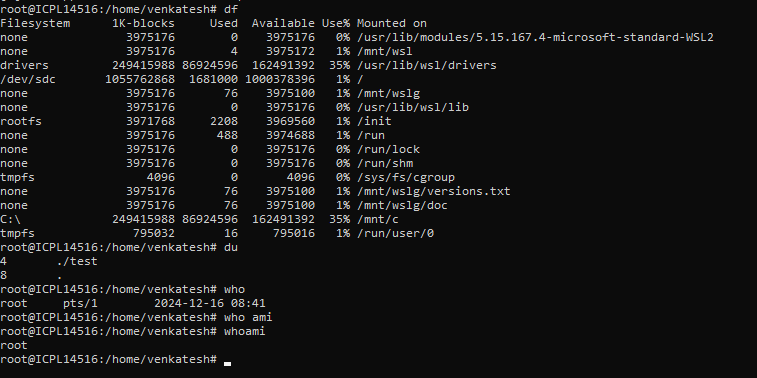 root@ICPL14516:/home/venkatesh# df
Filesystem      1K-blocks     Used  Available Use% Mounted on
none              3975176        0    3975176   0% /usr/lib/modules/5.15.167.4-microsoft-standard-WSL2
none              3975176        4    3975172   1% /mnt/wsl
drivers         249415988 86924596  162491392  35% /usr/lib/wsl/drivers
/dev/sdc       1055762868  1681000 1000378396   1% /
none              3975176       76    3975100   1% /mnt/wslg
none              3975176        0    3975176   0% /usr/lib/wsl/lib
rootfs            3971768     2208    3969560   1% /init
none              3975176      488    3974688   1% /run
none              3975176        0    3975176   0% /run/lock
none              3975176        0    3975176   0% /run/shm
tmpfs                4096        0       4096   0% /sys/fs/cgroup
none              3975176       76    3975100   1% /mnt/wslg/versions.txt
none              3975176       76    3975100   1% /mnt/wslg/doc
C:\             249415988 86924596  162491392  35% /mnt/c
tmpfs              795032       16     795016   1% /run/user/0
root@ICPL14516:/home/venkatesh# du
4       ./test
8       .
root@ICPL14516:/home/venkatesh# who
root     pts/1        2024-12-16 08:41
root@ICPL14516:/home/venkatesh# who ami
root@ICPL14516:/home/venkatesh# whoami
root
root@ICPL14516:/home/venkatesh#